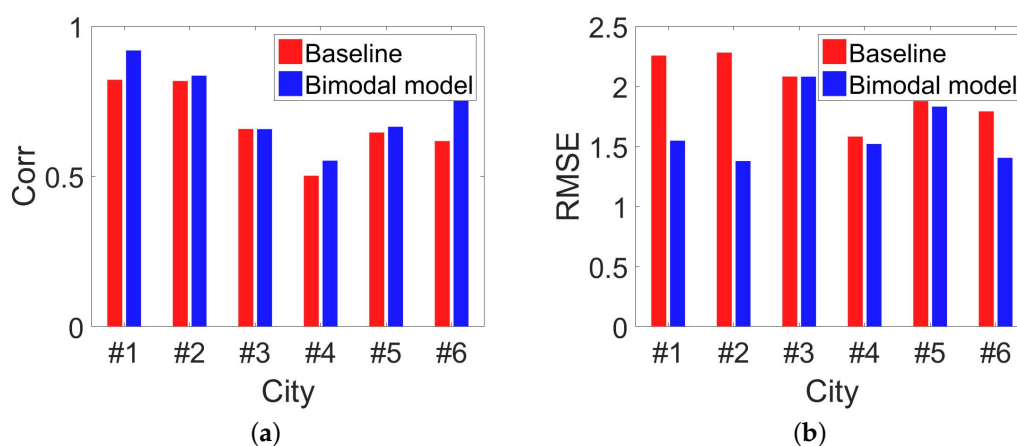 1
0.5
0
Corr
Baseline
Bimodal model
#1 #2 #3 #4 #5 #6
City
(a)
2.5
2
1.5
1
0.5
0
RMSE
Baseline
Bimodal model
#1 #2 #3 #4 #5 #6
City
(b)